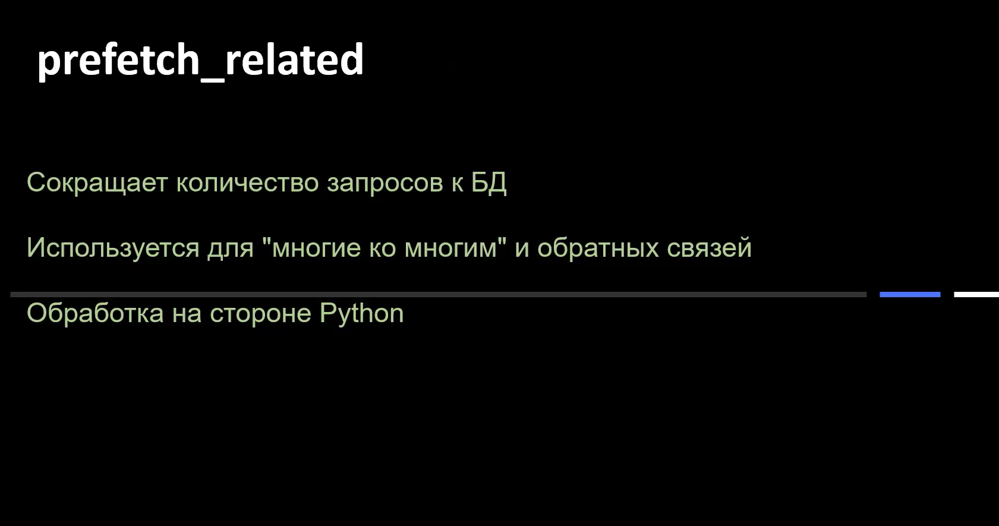 prefetch_related
Сокращает количество запросов к БД
Используется для "многие ко многим" и обратных связей
Обработка на стороне Python